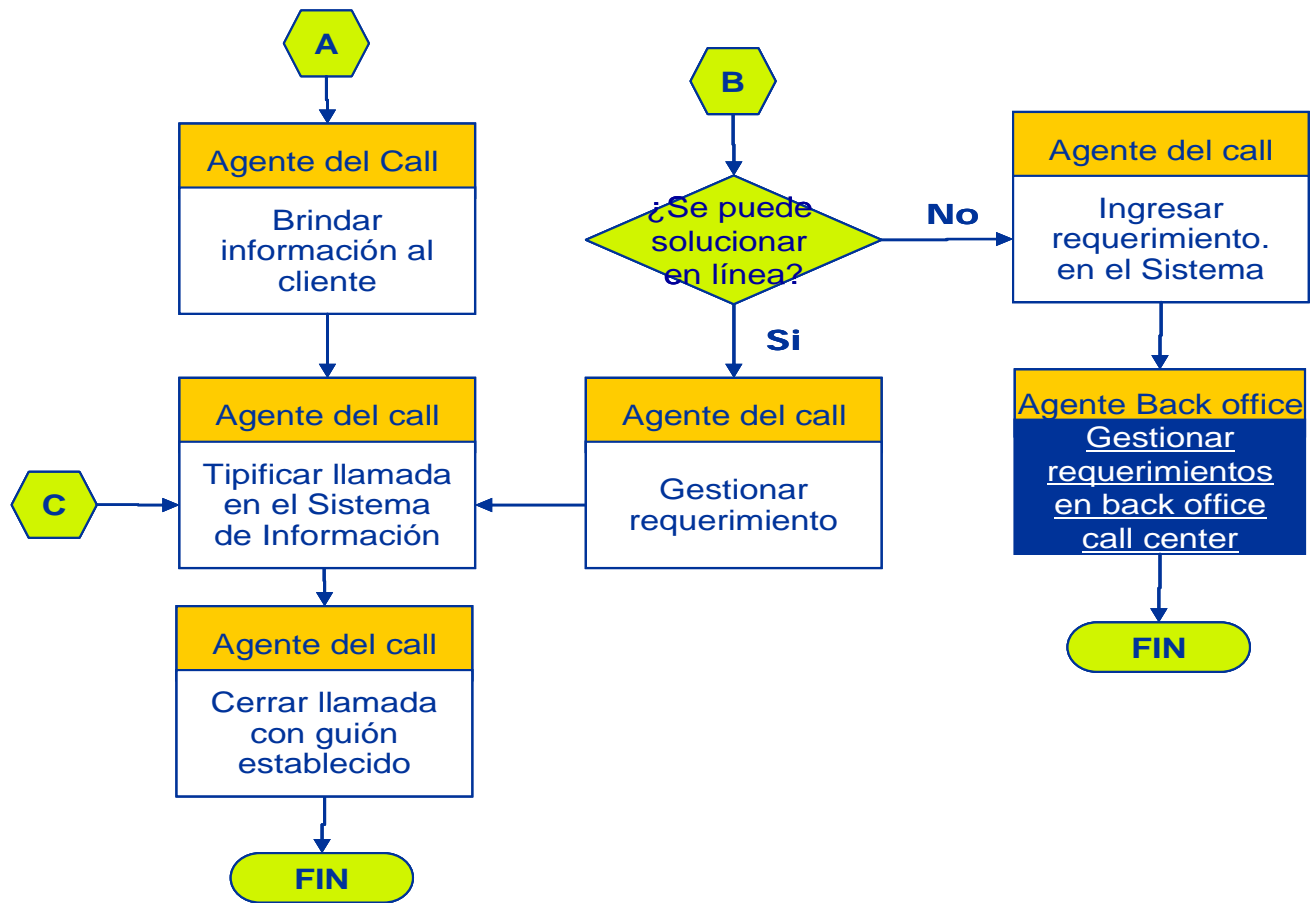 A
Agente del Call
Brindar
información al
cliente
B
¿Se puede
solucionar
en línea?
No
Si
Agente del call
Ingresar
requerimiento.
en el Sistema
Agente Back office
Gestionar
requerimientos
en back office
call center
FIN
C
Agente del call
Tipificar llamada
en el Sistema
de Información
Agente del call
Gestionar
requerimiento
Agente del call
Cerrar llamada
con guión
establecido
FIN